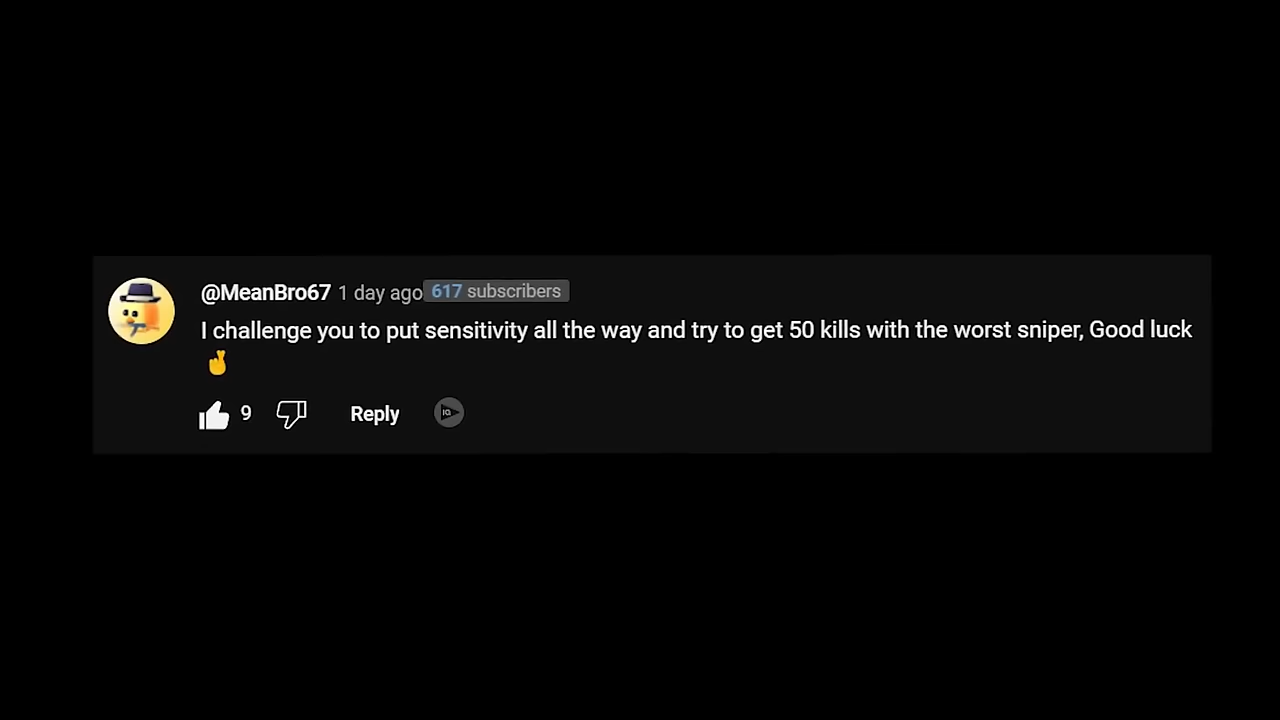 @MeanBro67 1 day ago 617 subscribers
I challenge you to put sensitivity all the way and try to get 50 kills with the worst sniper, Good luck
🤞
9 Reply IQ